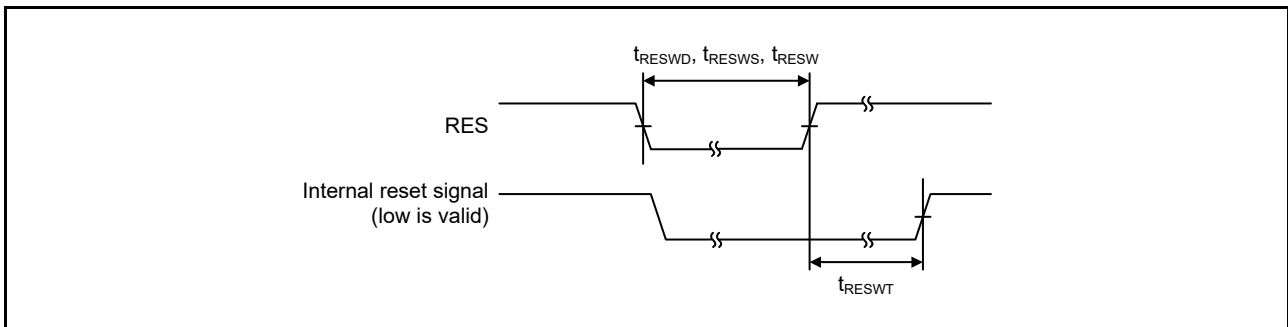 tRESWD, tRESWS, tRESW
RES
Internal reset signal
(low is valid)
tRESWT